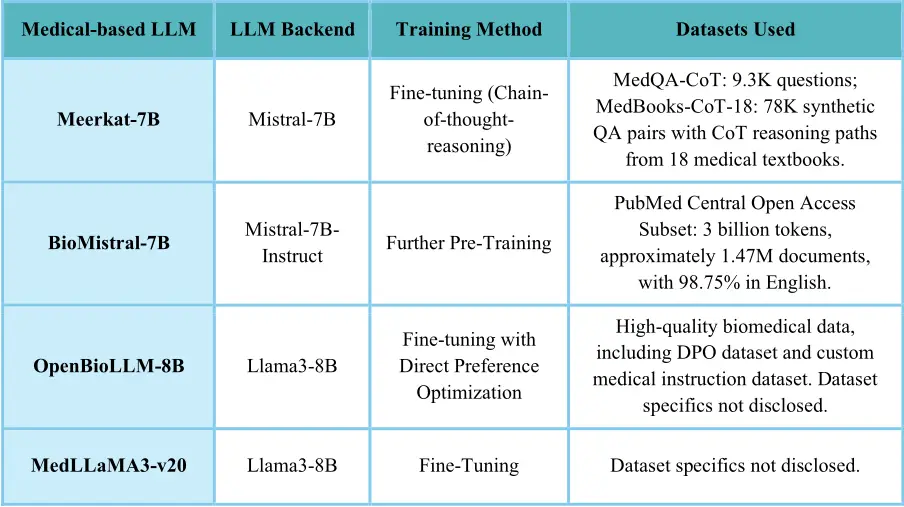 Medical-based LLM LLM Backend Training Method Datasets Used
Meerkat-7B
Mistral-7B
Fine-tuning (Chain-
of-thought-
reasoning)
MedQA-CoT: 9.3K questions;
MedBooks-CoT-18: 78K synthetic
QA pairs with CoT reasoning paths
from 18 medical textbooks.
BioMistral-7B
Mistral-7B-
Instruct
Further Pre-Training
PubMed Central Open Access
Subset: 3 billion tokens,
approximately 1.47M documents,
with 98.75% in English.
OpenBioLLM-8B
Llama3-8B
Fine-tuning with
Direct Preference
Optimization
High-quality biomedical data,
including DPO dataset and custom
medical instruction dataset. Dataset
specifics not disclosed.
MedLLaMA3-v20
Llama3-8B
Fine-Tuning
Dataset specifics not disclosed.